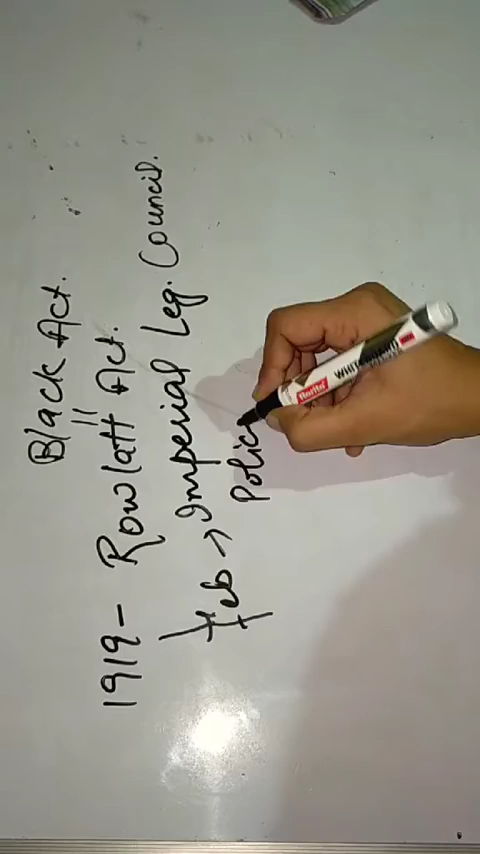 Black Act.
"
1919 - Rowlatt Act.
Feb → Imperial Leg. Council.
Polic